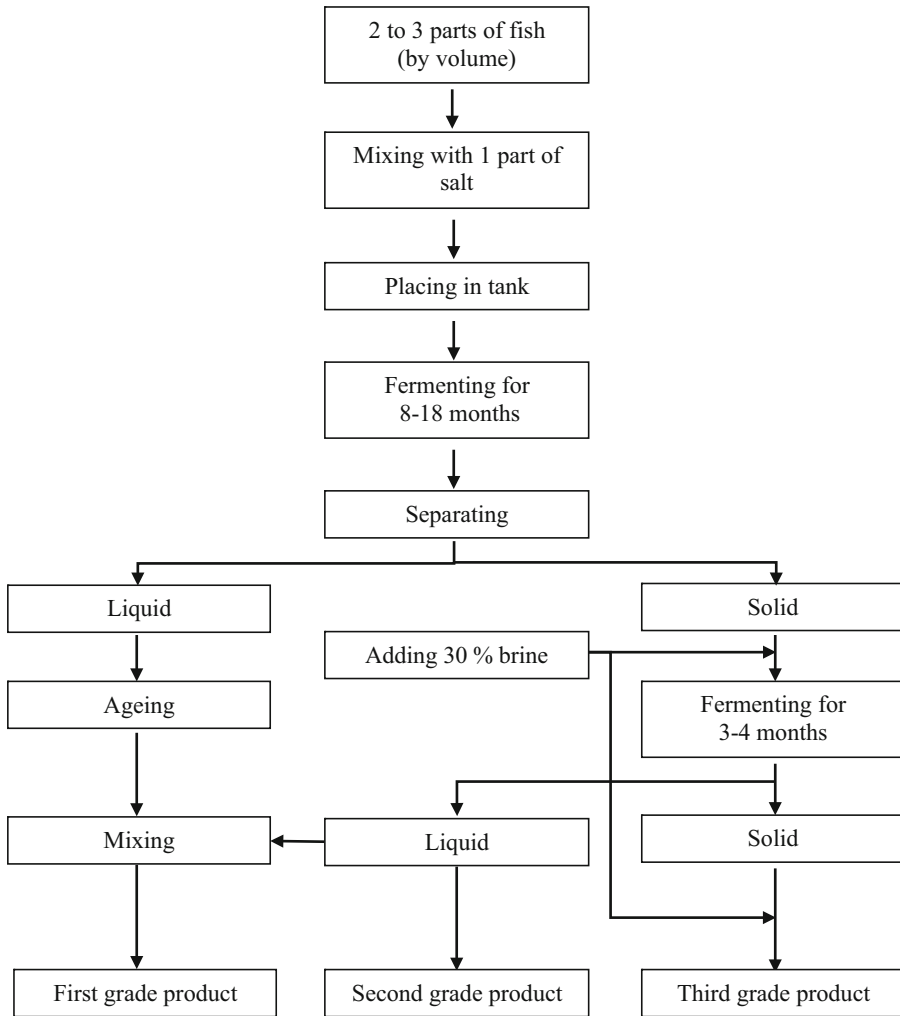 2 to 3 parts of fish
(by volume)
Mixing with 1 part of
salt
Placing in tank
Fermenting for
8-18 months
Separating
Liquid
Solid
Adding 30 % brine
Ageing
Fermenting for
3-4 months
Mixing
Liquid
Solid
First grade product
Second grade product
Third grade product